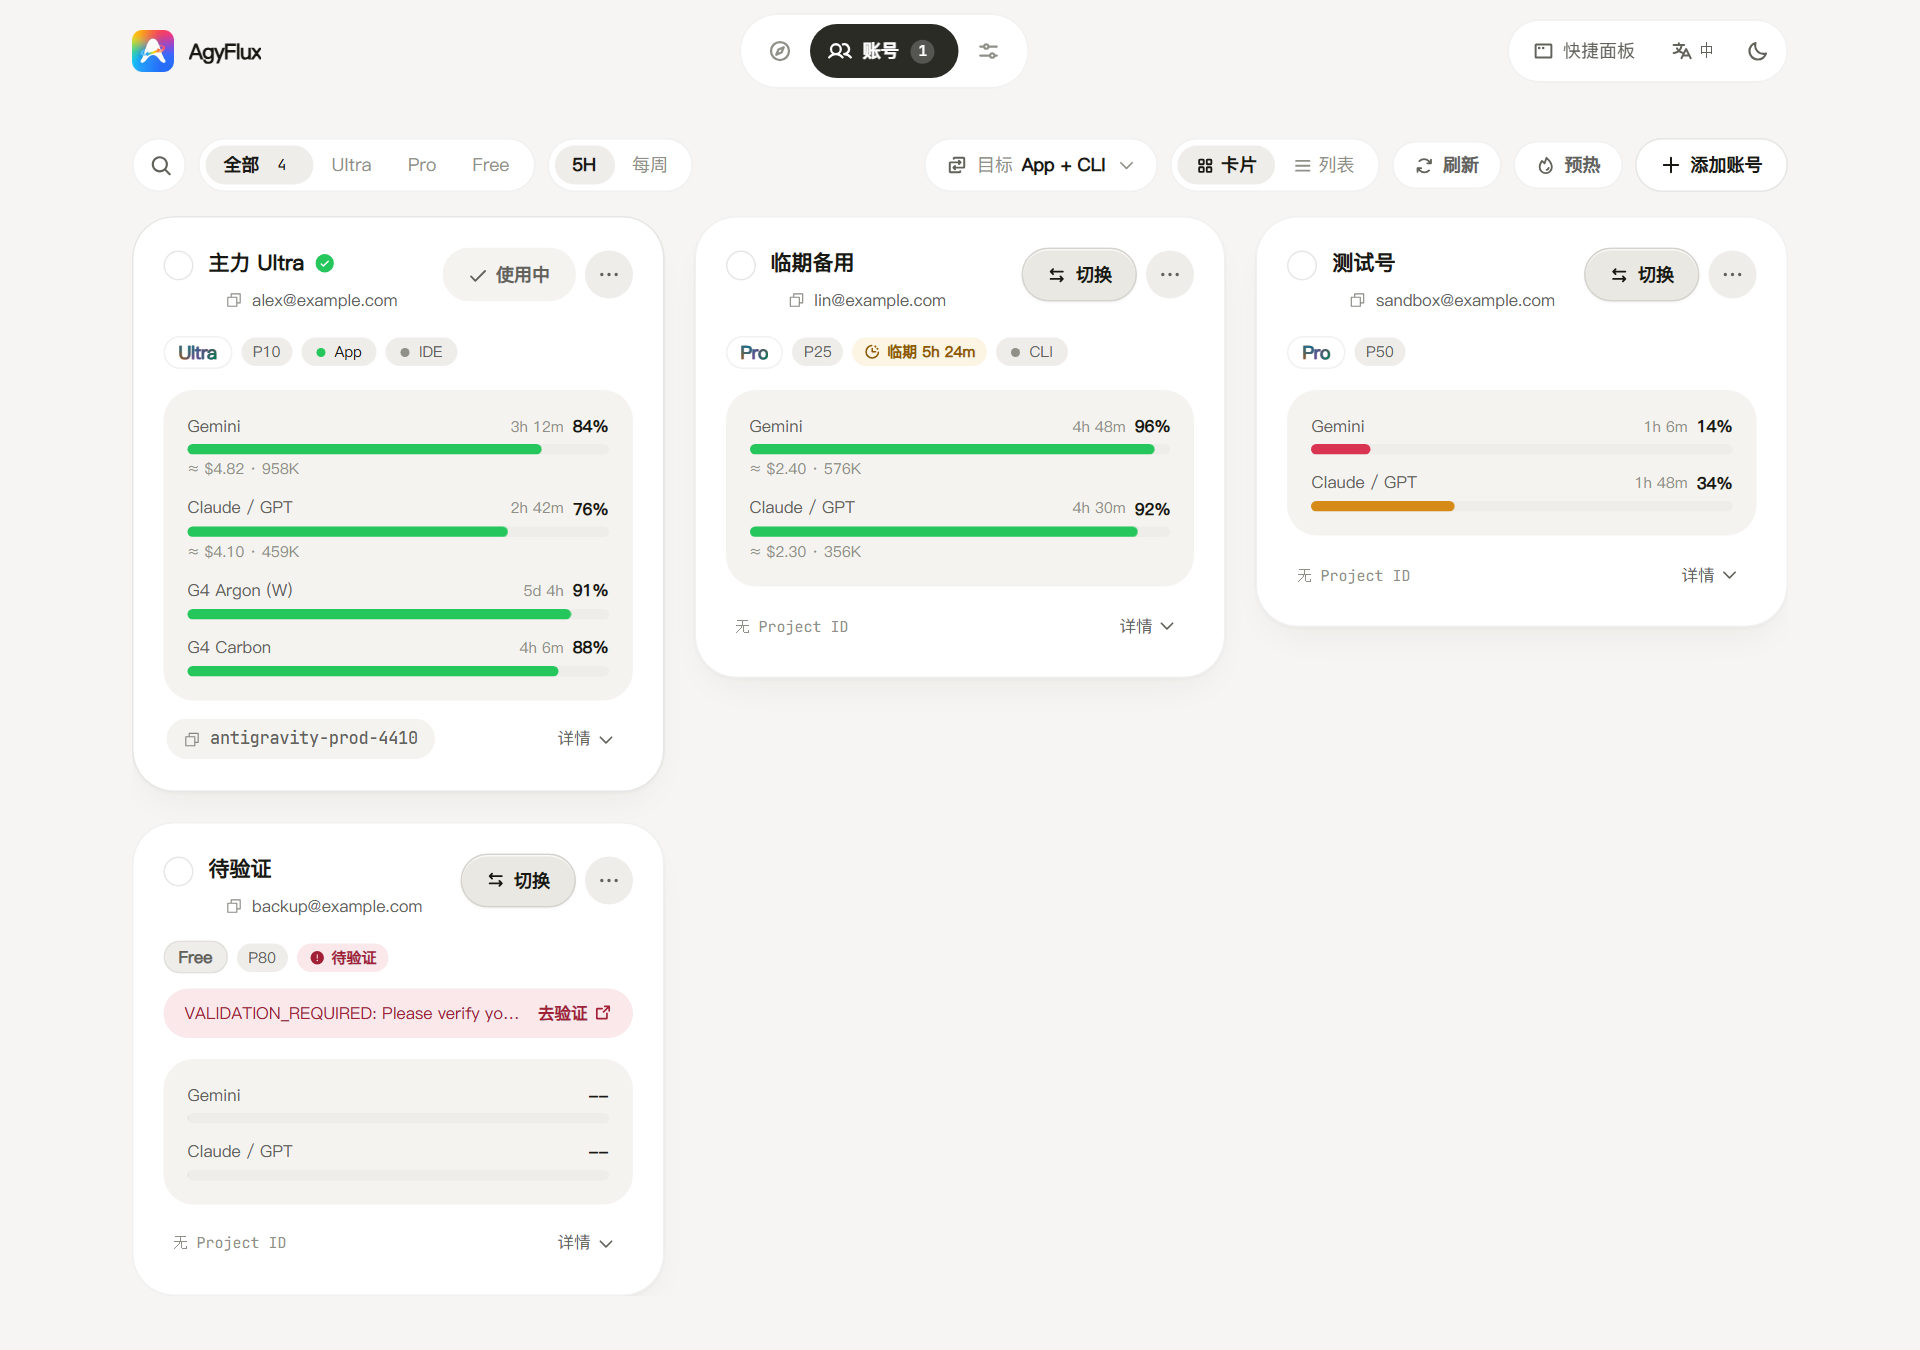 AgyFlux
账号 1
快捷面板
中
全部 4 Ultra Pro Free
5H 每周
目标 App + CLI
卡片 列表
刷新
预热
添加账号
主力 Ultra
使用中
alex@example.com
Ultra P10 App IDE
Gemini 3h 12m 84%
≈ $4.82 · 958K
Claude / GPT 2h 42m 76%
≈ $4.10 · 459K
G4 Argon (W) 5d 4h 91%
G4 Carbon 4h 6m 88%
antigravity-prod-4410 详情
临期备用
切换
lin@example.com
Pro P25 临期 5h 24m CLI
Gemini 4h 48m 96%
≈ $2.40 · 576K
Claude / GPT 4h 30m 92%
≈ $2.30 · 356K
无 Project ID 详情
测试号
切换
sandbox@example.com
Pro P50
Gemini 1h 6m 14%
Claude / GPT 1h 48m 34%
无 Project ID 详情
待验证
切换
backup@example.com
Free P80 待验证
VALIDATION_REQUIRED: Please verify yo... 去验证
Gemini --
Claude / GPT --
无 Project ID 详情